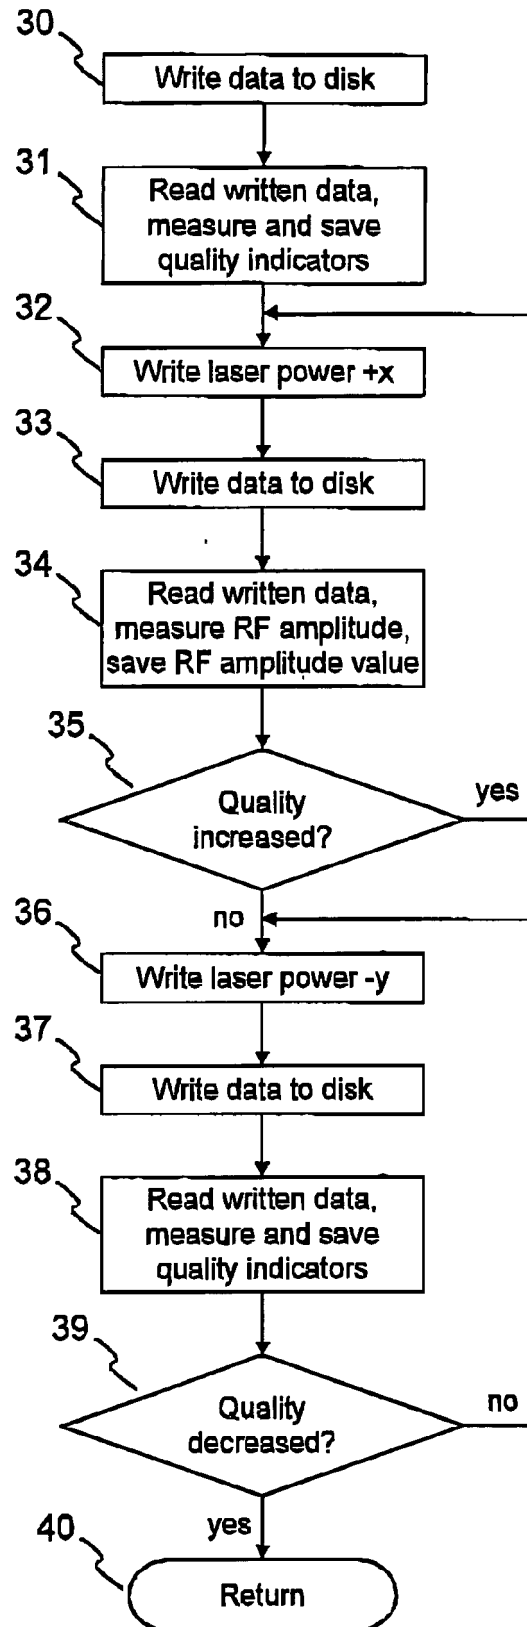 30
Write data to disk
31
Read written data,
measure and save
quality indicators
32
Write laser power +x
33
Write data to disk
34
Read written data,
measure RF amplitude,
save RF amplitude value
35
Quality
increased?
yes
no
36
Write laser power -y
37
Write data to disk
38
Read written data,
measure and save
quality indicators
39
Quality
decreased?
no
yes
40
Return